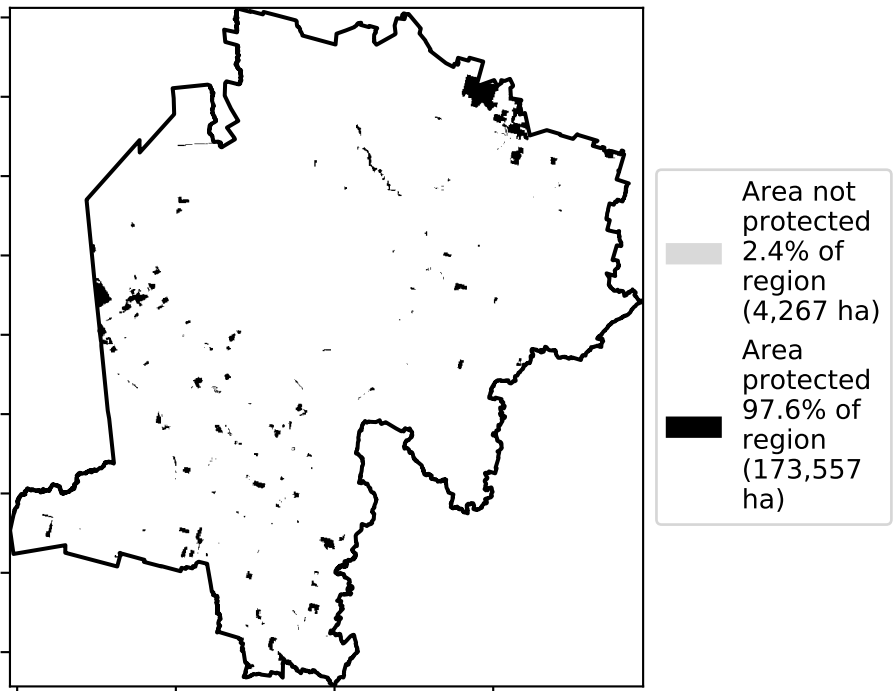 Area not
protected
2.4% of
region
(4,267 ha)
Area
protected
97.6% of
region
(173,557
ha)